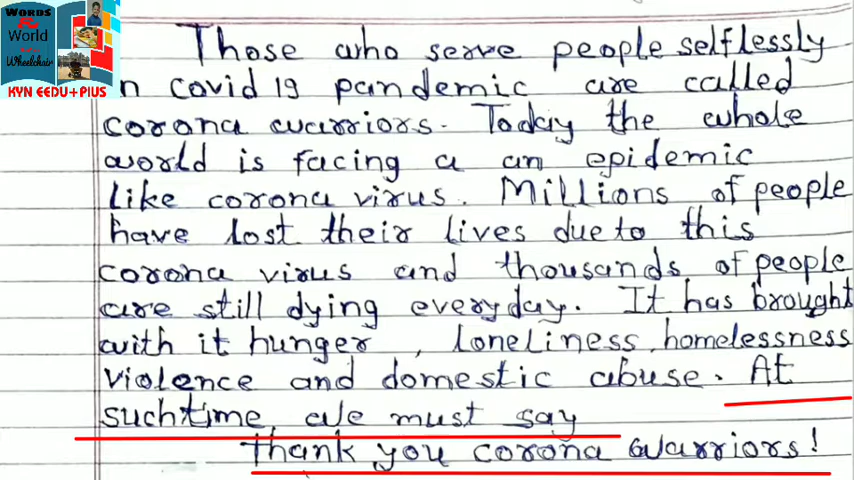 WORDS
R
World
Wheelchair
KYN EEDU+PlUS
Those who serve people selflessly
in covid 19 pandemic are called
corona warriors. Today the whole
world is facing a an epidemic
like corona virus. Millions of people
have lost their lives due to this
corona virus and thousands of people
are still dying everyday. It has brought
with it hunger, loneliness, homelessness
violence and domestic abuse. At
such time, we must say
thank you corona warriors!